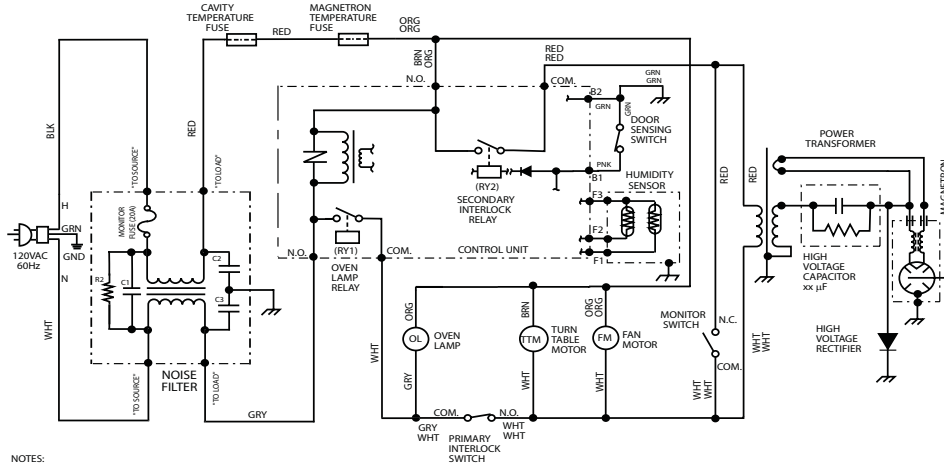 CAVITY
TEMPERATURE
FUSE
MAGNETRON
TEMPERATURE
FUSE
RED
ORG
ORG
BRN
ORG
RED
RED
N.O.
COM.
B2
GRN
GRN
GRN
GRN
DOOR
SENSING
SWITCH
PNK
B1
BLK
RED
"TO SOURCE"
"TO LOAD"
H
GRN
GND
120VAC
60Hz
N
WHT
MONITOR
FUSE (20A)
R2
C1
C2
C3
NOISE
FILTER
"TO SOURCE"
"TO LOAD"
GRY
(RY2)
SECONDARY
INTERLOCK
RELAY
HUMIDITY
SENSOR
F3
F2
F1
(RY1)
N.O.
COM.
CONTROL UNIT
OVEN
LAMP
RELAY
WHT
ORG
OL
OVEN
LAMP
GRY
BRN
TTM
TURN
TABLE
MOTOR
WHT
ORG
ORG
FM
FAN
MOTOR
WHT
MONITOR
SWITCH
N.C.
COM.
RED
RED
RED
WHT
WHT
WHT
WHT
COM.
N.O.
GRY
WHT
WHT
WHT
PRIMARY
INTERLOCK
SWITCH
POWER
TRANSFORMER
HIGH
VOLTAGE
CAPACITOR
xx µF
HIGH
VOLTAGE
RECTIFIER
MAGNETRON
NOTES: